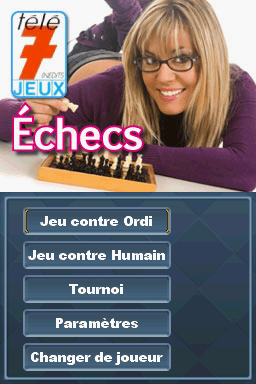 télé
7
INÉDITS
JEUX
Échecs
Jeu contre Ordi
Jeu contre Humain
Tournoi
Paramètres
Changer de joueur